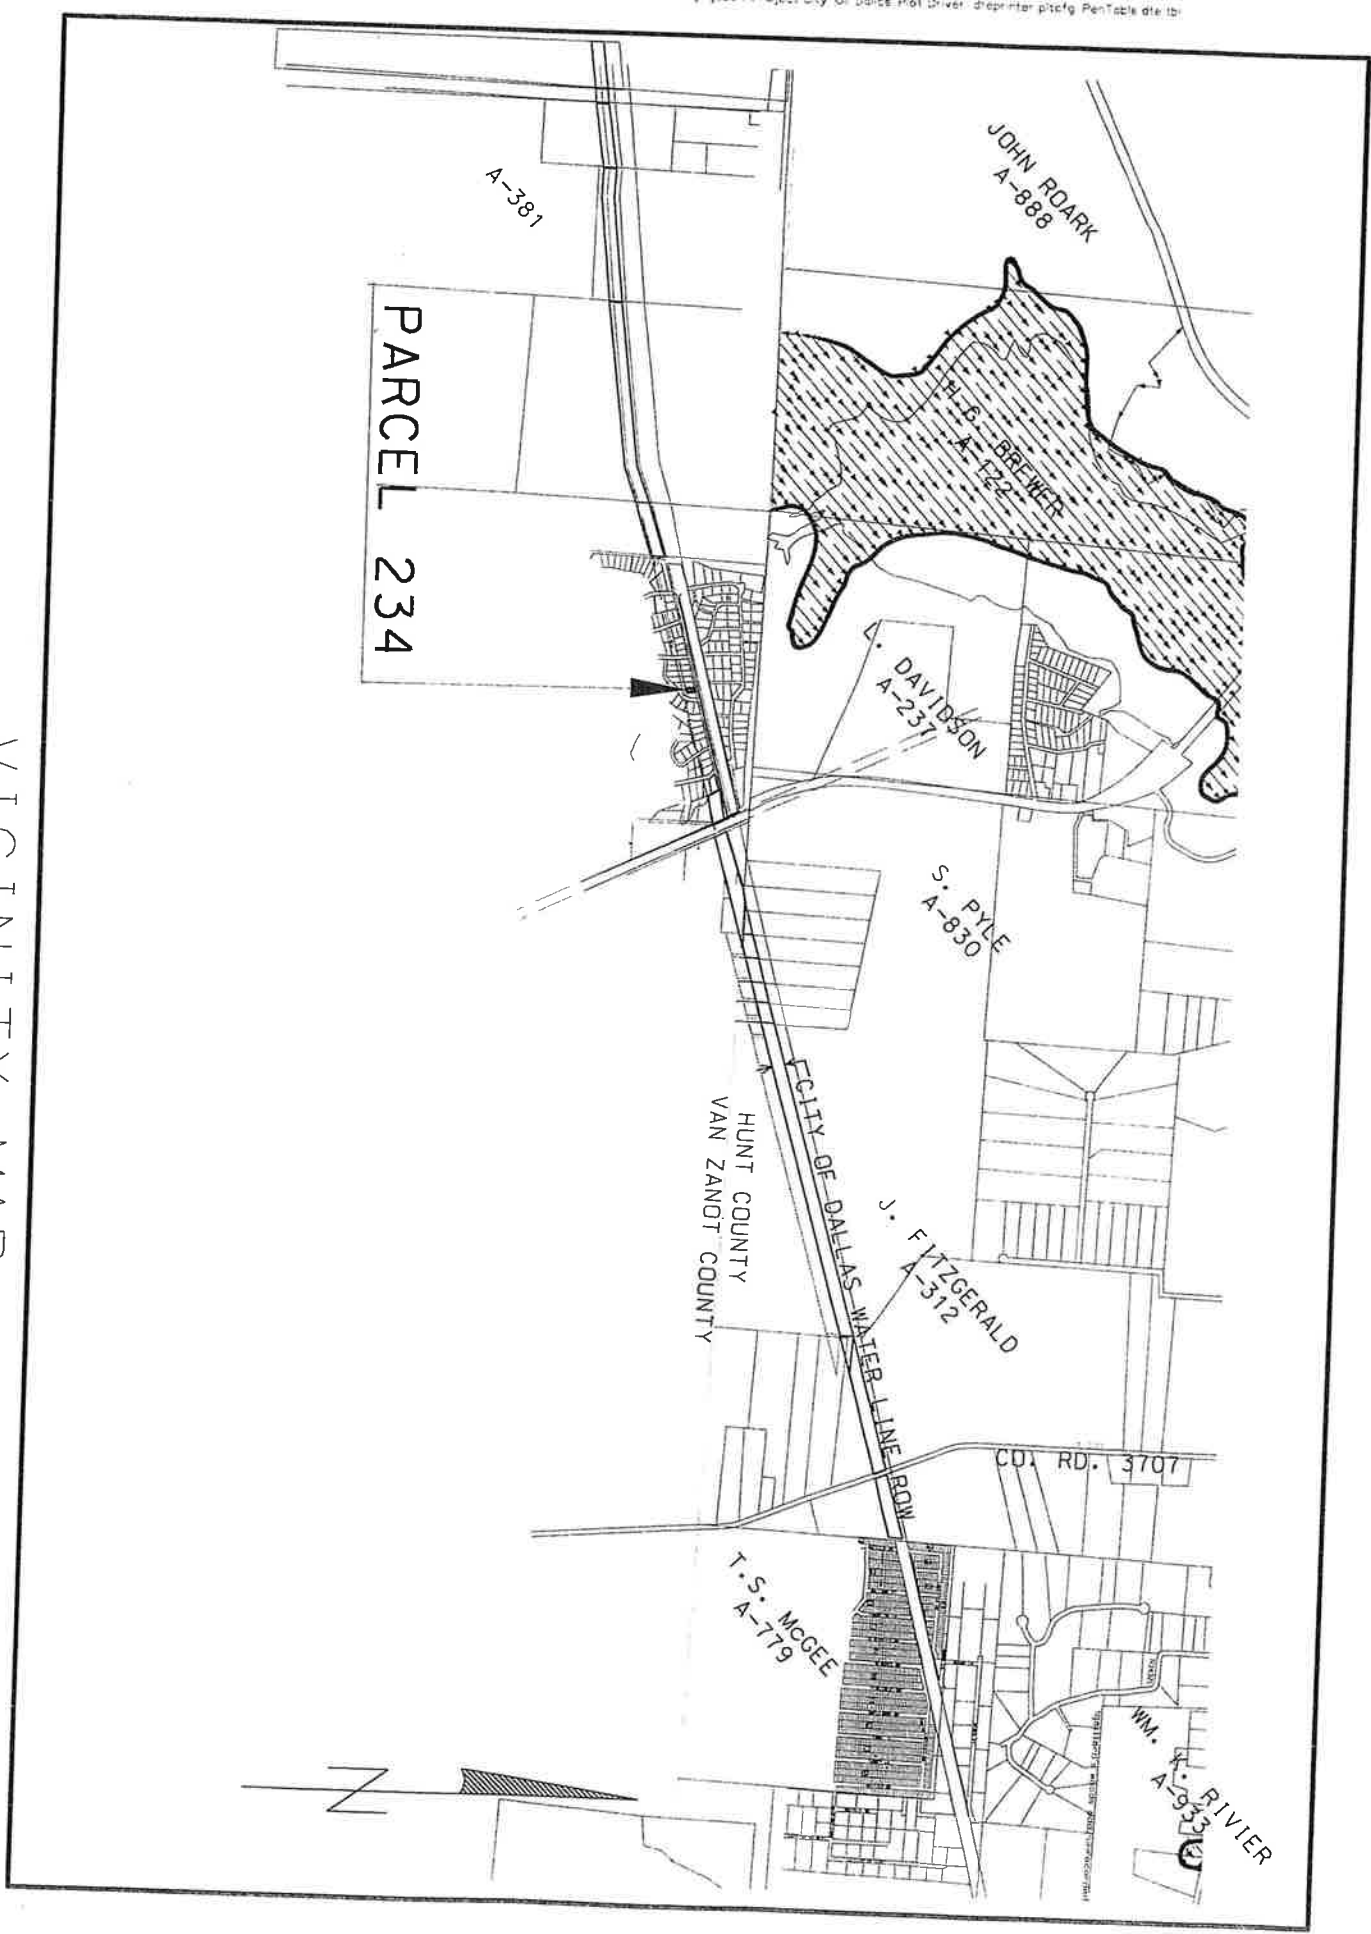 JOHN ROARK
A-888
A-381
H.G. BREWER
A-122
PARCEL 234
L. DAVIDSON
A-237
S. PYLE
A-830
CITY OF DALLAS WATER LINE ROW
HUNT COUNTY
VAN ZANDT COUNTY
J. FITZGERALD
A-312
CO. RD. 3707
T.S. McGEE
A-779
WM. K. RIVIER
A-933
N
VICINITY MAP